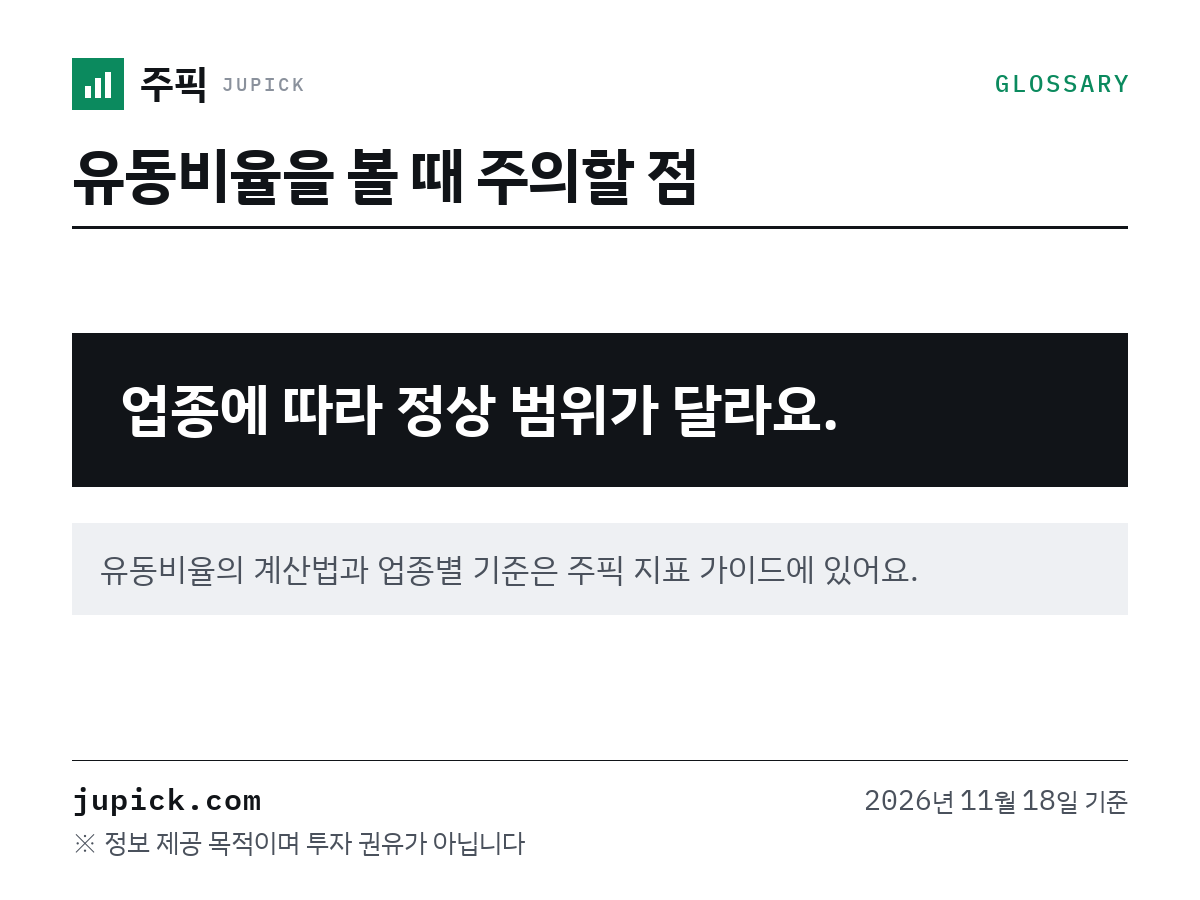 주픽 JUPICK GLOSSARY
유동비율을 볼 때 주의할 점
업종에 따라 정상 범위가 달라요.
유동비율의 계산법과 업종별 기준은 주픽 지표 가이드에 있어요.
jupick.com 2026년 11월 18일 기준
※ 정보 제공 목적이며 투자 권유가 아닙니다